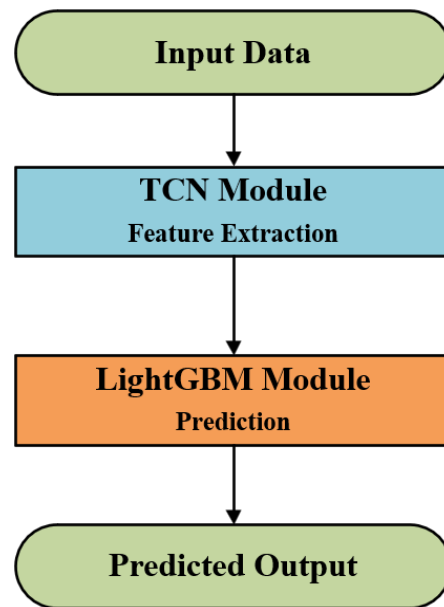 Input Data
TCN Module
Feature Extraction
LightGBM Module
Prediction
Predicted Output